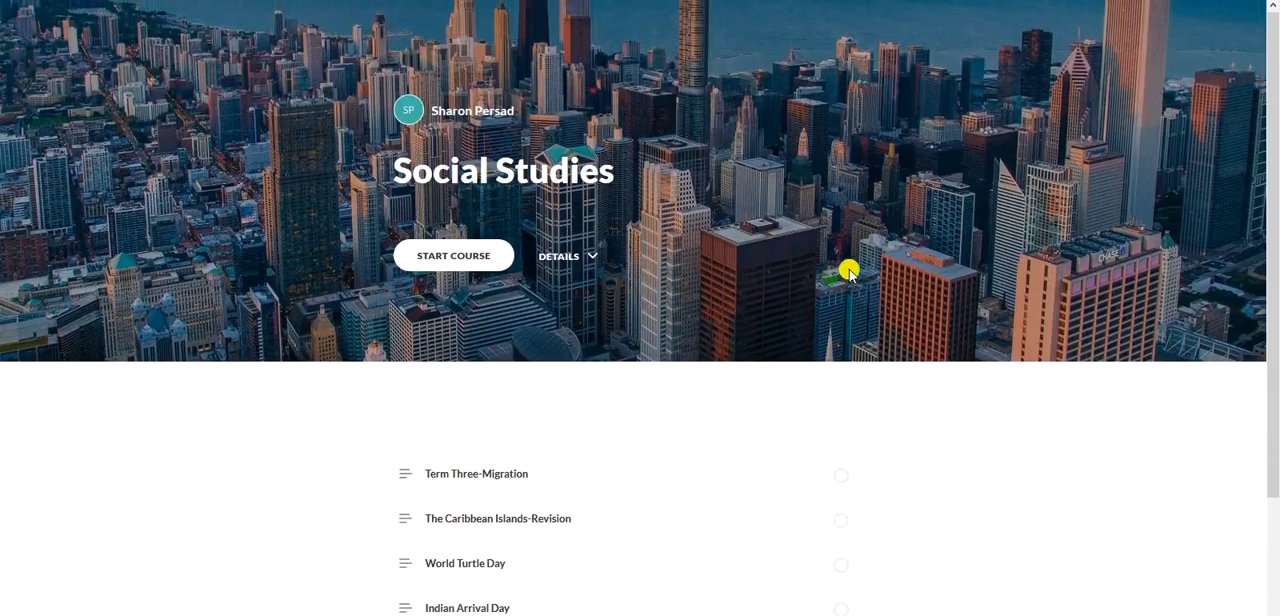 SP
Sharon Persad
Social Studies
START COURSE
DETAILS
CHASE
Term Three-Migration
The Caribbean Islands-Revision
World Turtle Day
Indian Arrival Day